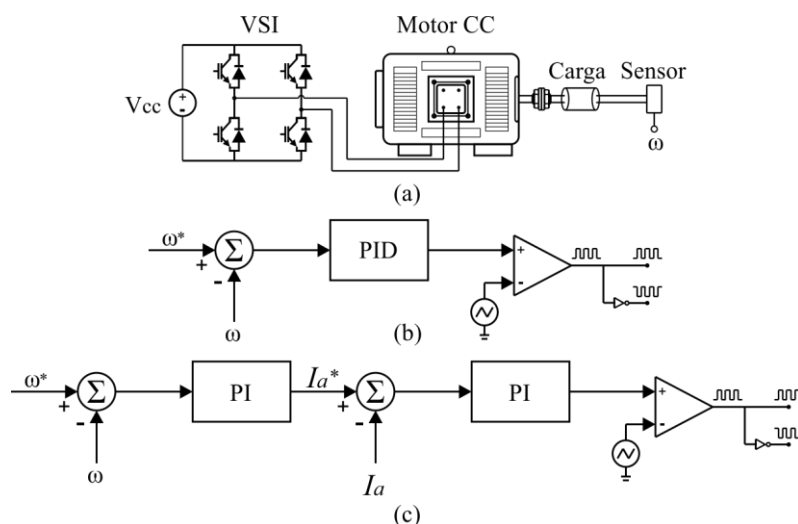 VSI
Motor CC
Carga
Sensor
Vcc
+
-
ω
(a)
ω*
+
Σ
-
ω
PID
+
-
(b)
ω*
+
Σ
-
ω
PI
Ia*
+
Σ
-
Ia
PI
+
-
(c)